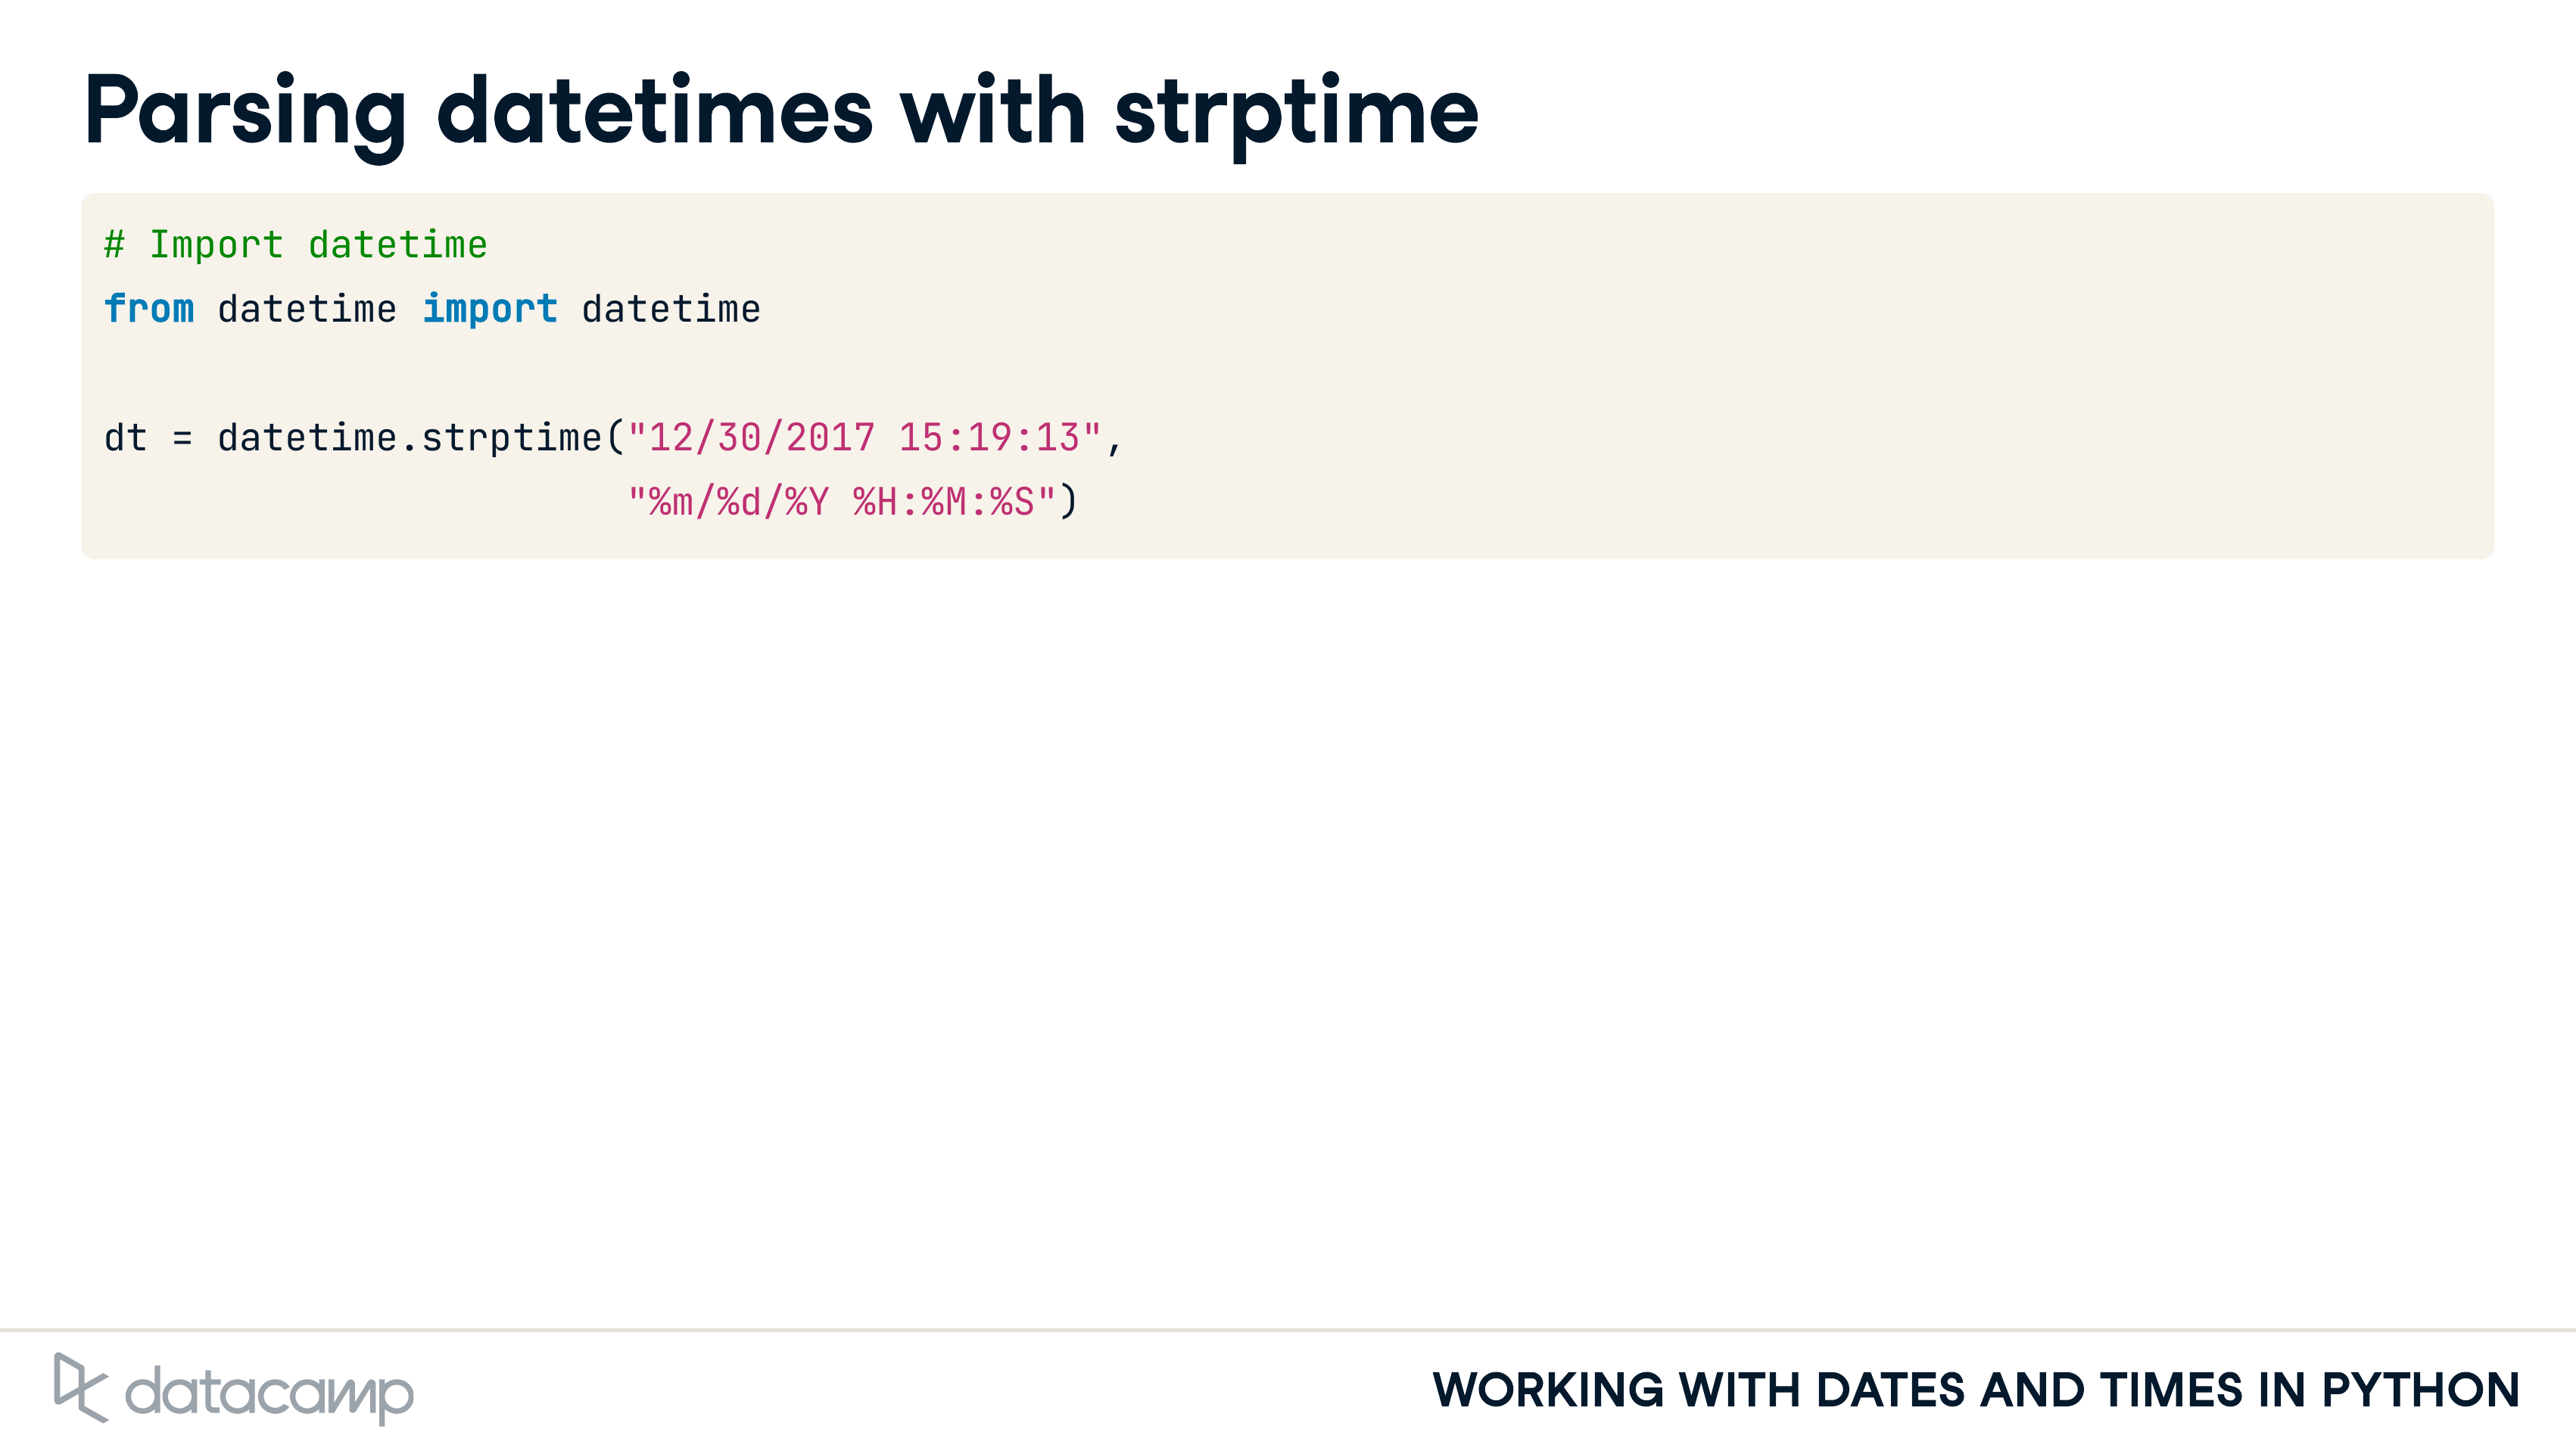 Parsing datetimes with strptime
# Import datetime
from datetime import datetime
dt = datetime.strptime("12/30/2017 15:19:13",
"%m/%d/%Y %H:%M:%S")
datacamp
WORKING WITH DATES AND TIMES IN PYTHON